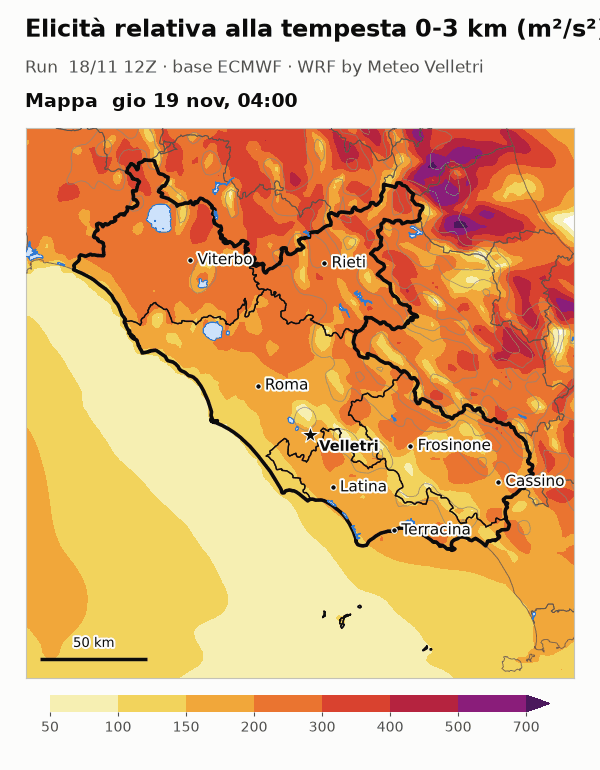 Elicità relativa alla tempesta 0-3 km (m²/s²)
Run 18/11 12Z · base ECMWF · WRF by Meteo Velletri
Mappa gio 19 nov, 04:00
Viterbo
Rieti
Roma
Velletri
Frosinone
Cassino
Latina
Terracina
50 km
50 100 150 200 300 400 500 700